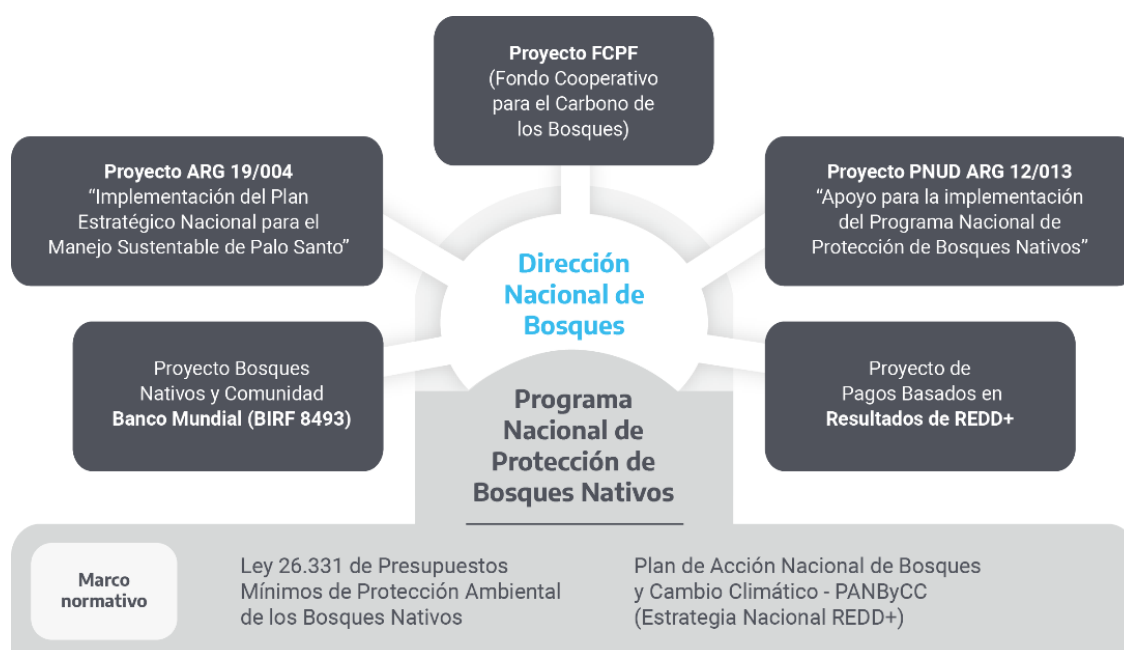 Proyecto FCPF
(Fondo Cooperativo
para el Carbono de
los Bosques)
Proyecto ARG 19/004
“Implementación del Plan
Estratégico Nacional para el
Manejo Sustentable de Palo Santo”
Proyecto PNUD ARG 12/013
“Apoyo para la implementación
del Programa Nacional de
Protección de Bosques Nativos”
Dirección
Nacional de
Bosques
Proyecto Bosques
Nativos y Comunidad
Banco Mundial (BIRF 8493)
Proyecto de
Pagos Basados en
Resultados de REDD+
Programa
Nacional de
Protección de
Bosques Nativos
Marco
normativo
Ley 26.331 de Presupuestos
Mínimos de Protección Ambiental
de los Bosques Nativos
Plan de Acción Nacional de Bosques
y Cambio Climático - PANByCC
(Estrategia Nacional REDD+)